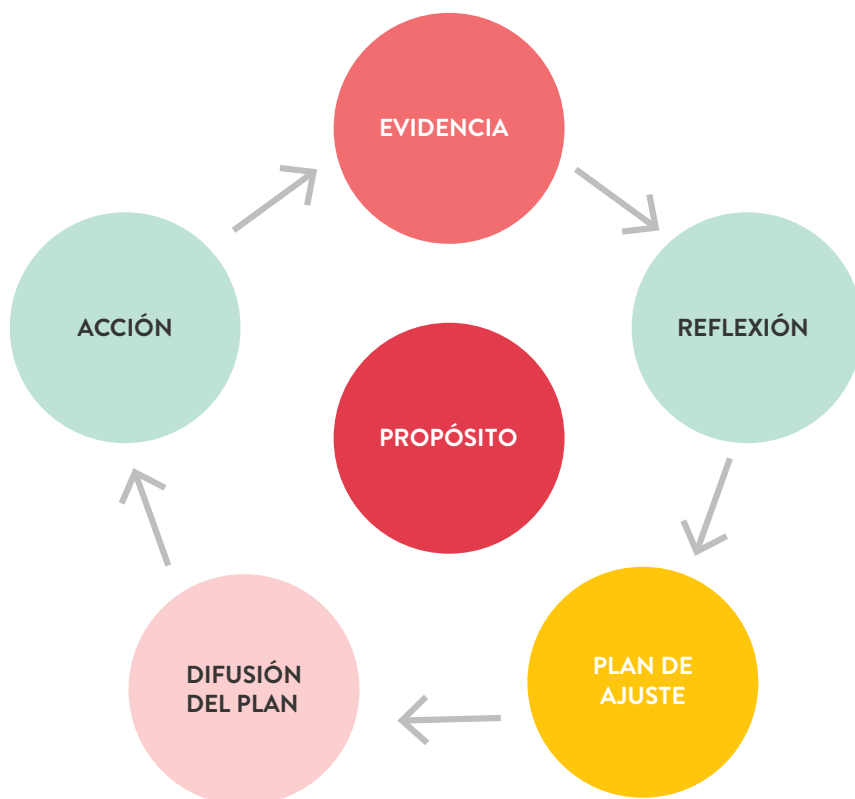 EVIDENCIA
ACCIÓN
REFLEXIÓN
PROPÓSITO
DIFUSIÓN
DEL PLAN
PLAN DE
AJUSTE